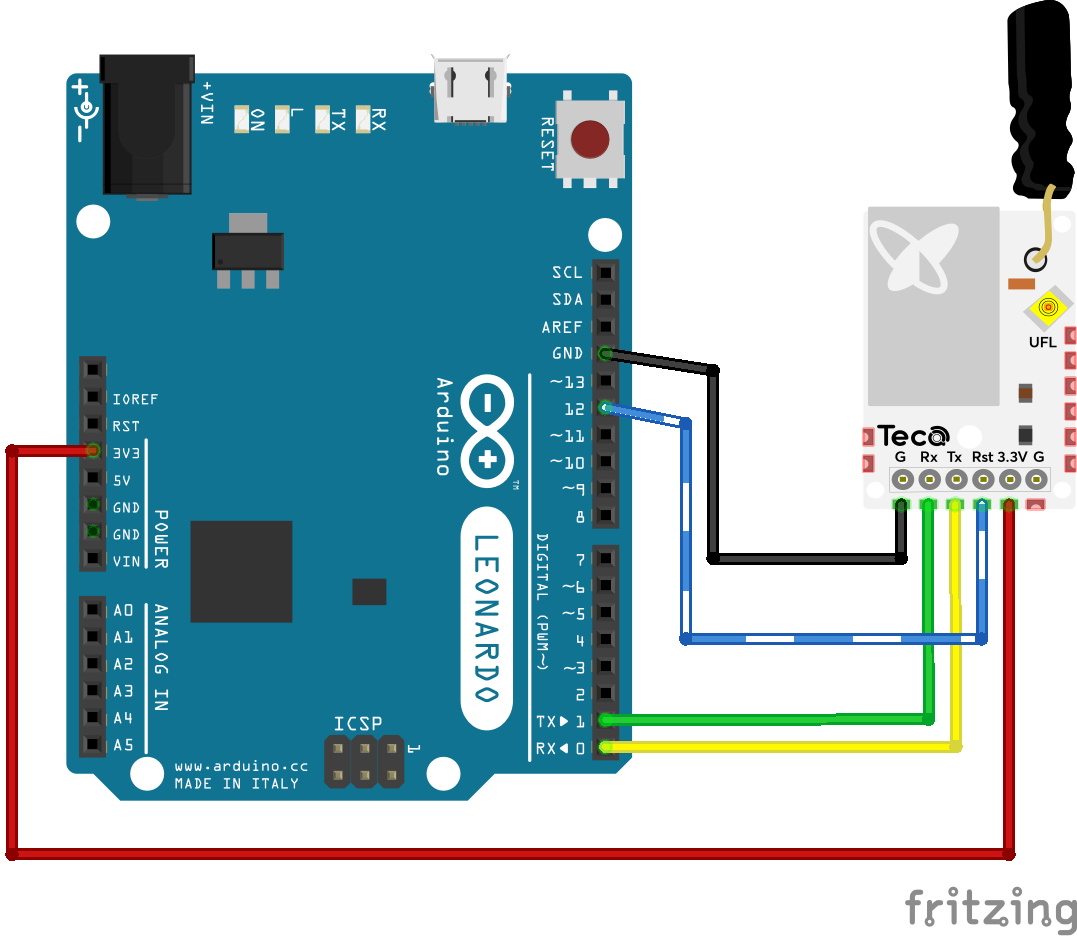 +VIN
ON
L
TX
RX
RESET
SCL
SDA
AREF
GND
~13
12
~11
~10
~9
8
Arduino
TM
IOREF
RST
3V3
5V
GND
GND
VIN
POWER
A0
A1
A2
A3
A4
A5
ANALOG IN
LEONARDO
DIGITAL (PWM~)
7
~6
~5
4
~3
2
TX▶ 1
RX◀ 0
ICSP
1
www.arduino.cc
MADE IN ITALY
UFL
Teco
G Rx Tx Rst 3.3V G
fritzing